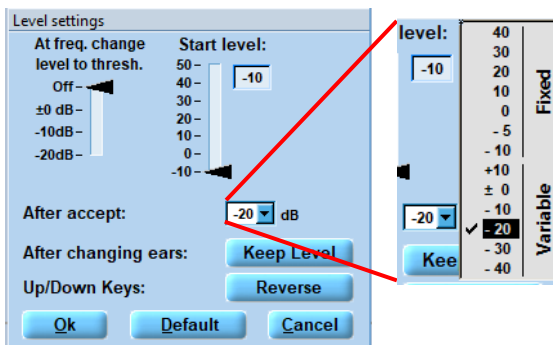 Level settings
At freq. change
level to thresh.
Off
±0 dB
-10dB
-20dB
Start level:
50
40
30
20
10
0
-10
-10
After accept:
-20
dB
After changing ears:
Keep Level
Up/Down Keys:
Reverse
Ok
Default
Cancel
level:
-10
-20
Kee
40
30
20
10
0
- 5
- 10
Fixed
+10
± 0
- 10
- 20
- 30
- 40
Variable